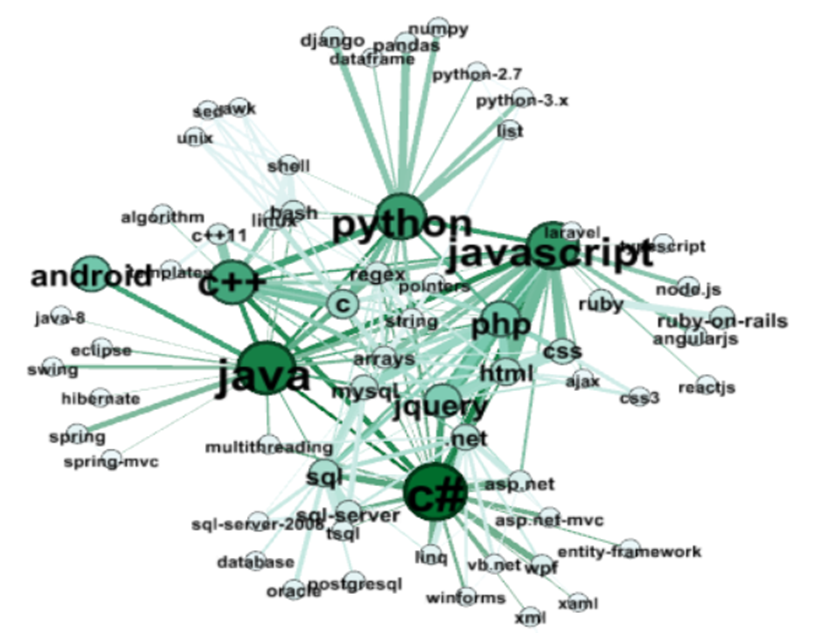 numpy
django
pandas
dataframe
python-2.7
python-3.x
list
sed
awk
unix
shell
algorithm
linux
bash
c++11
python
laravel
javascript
typescript
android
templates
c++
regex
pointers
node.js
c
ruby
java-8
string
php
ruby-on-rails
angularjs
eclipse
swing
java
arrays
css
html
ajax
reactjs
hibernate
mysql
jquery
css3
spring
spring-mvc
multithreading
.net
sql
c#
asp.net
sql-server
sql-server-2008
tsql
asp.net-mvc
database
linq
vb.net
wpf
entity-framework
oracle
postgresql
winforms
xaml
xml